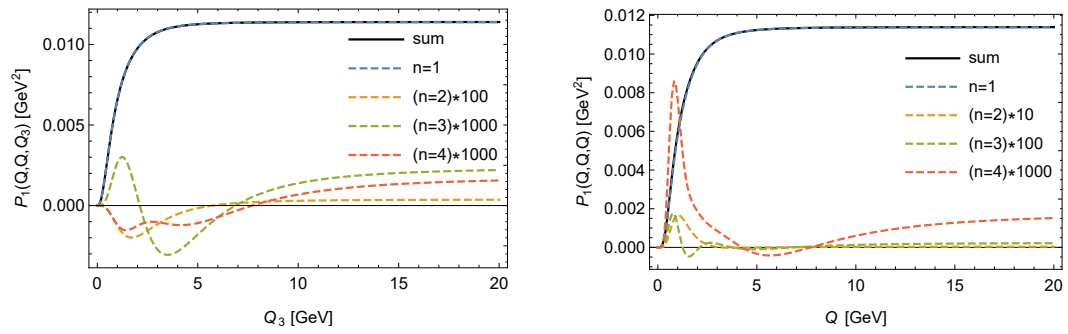 P₁(Q,Q,Q₃) [GeV²]
0.010
0.005
0.000
sum
n=1
(n=2)*100
(n=3)*1000
(n=4)*1000
0 5 10 15 20
Q₃ [GeV]
P₁(Q,Q,Q) [GeV²]
0.012
0.010
0.008
0.006
0.004
0.002
0.000
sum
n=1
(n=2)*10
(n=3)*100
(n=4)*1000
0 5 10 15 20
Q [GeV]